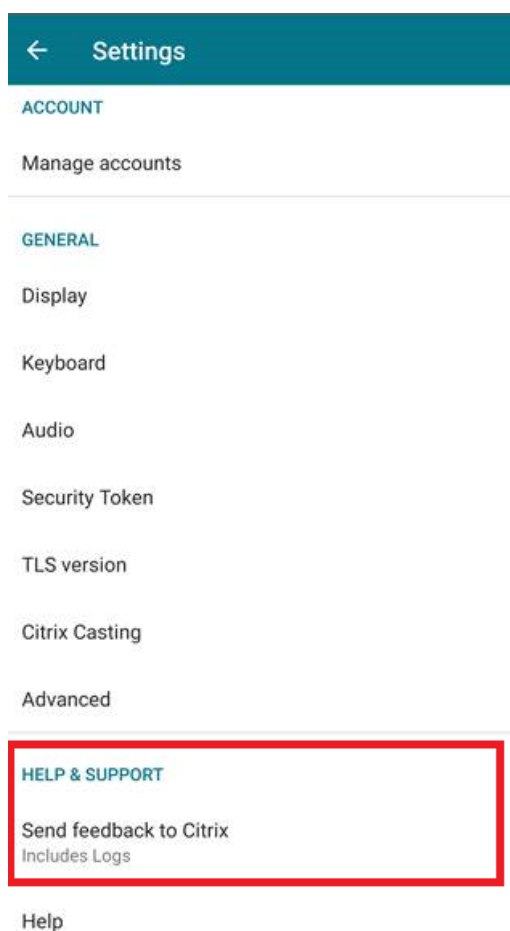 Settings
ACCOUNT
Manage accounts
GENERAL
Display
Keyboard
Audio
Security Token
TLS version
Citrix Casting
Advanced
HELP & SUPPORT
Send feedback to Citrix
Includes Logs
Help